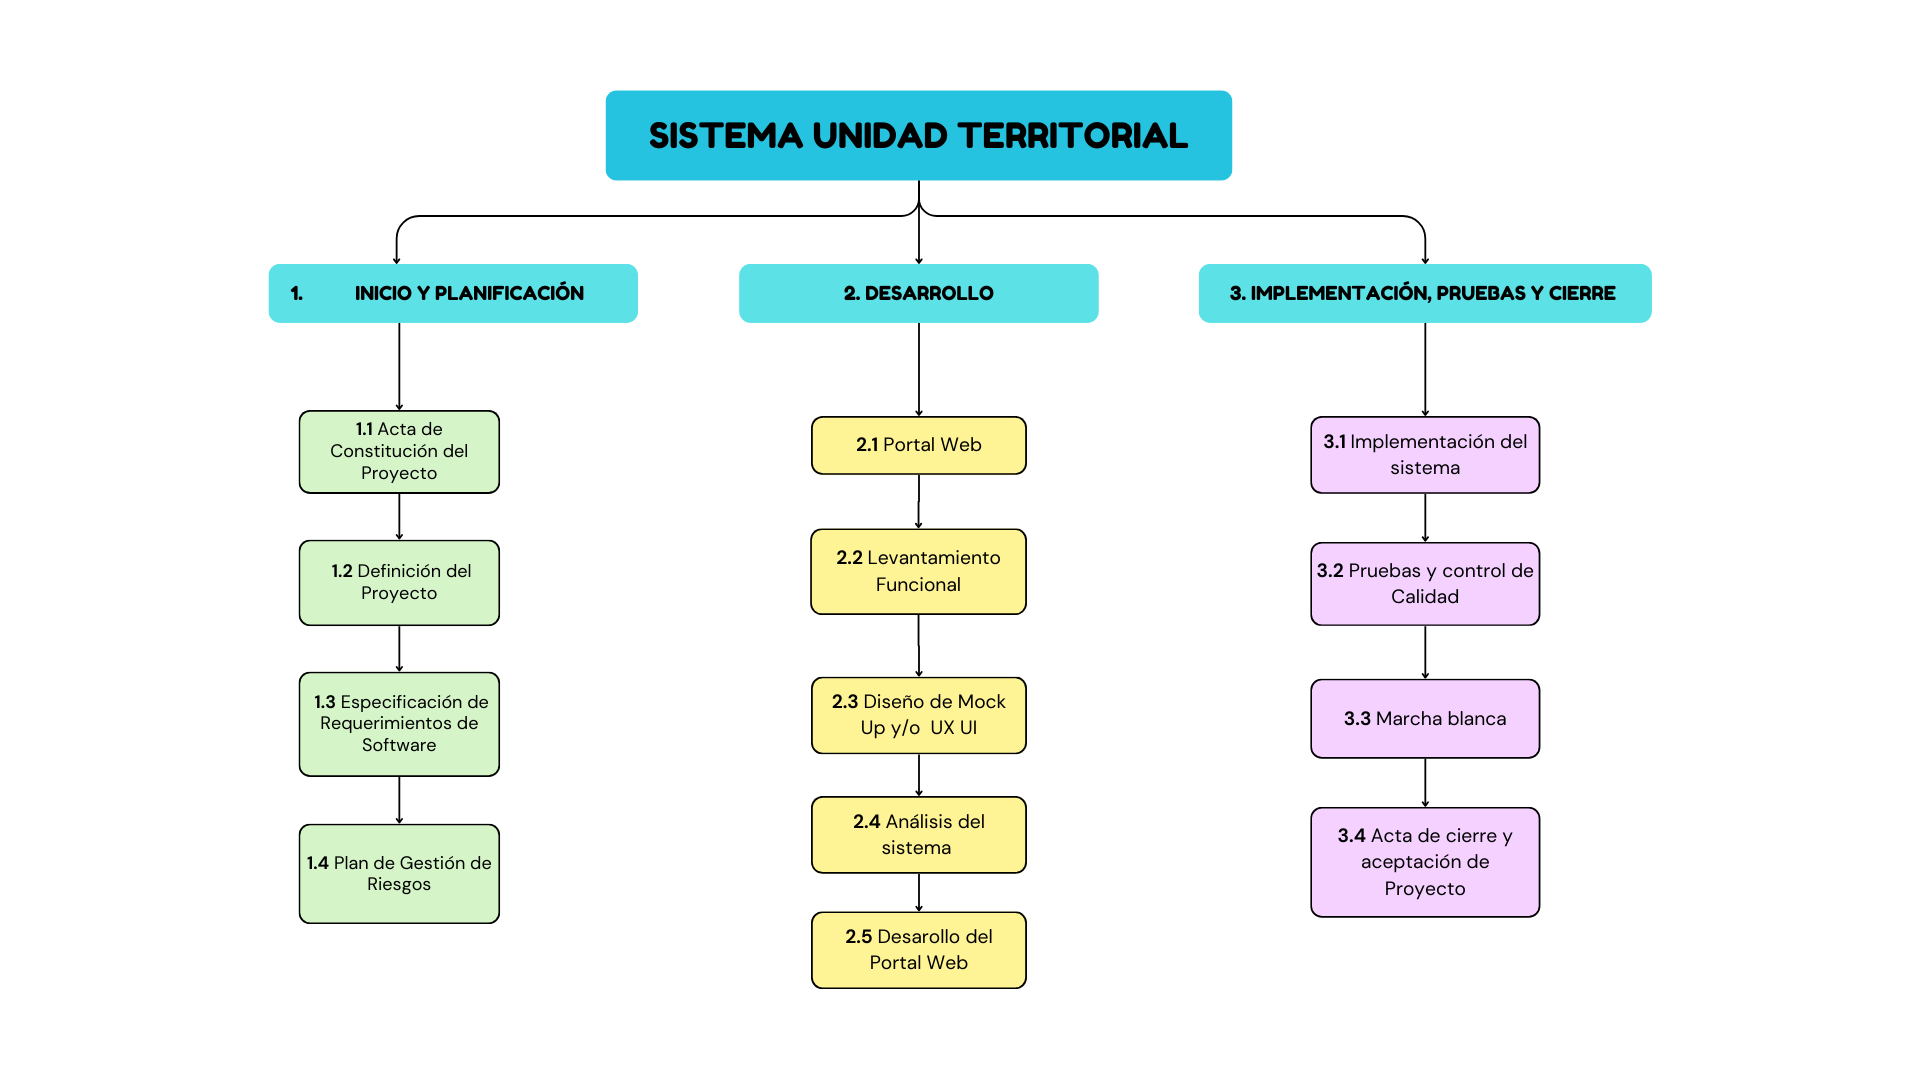 SISTEMA UNIDAD TERRITORIAL
1. INICIO Y PLANIFICACIÓN
2. DESARROLLO
3. IMPLEMENTACIÓN, PRUEBAS Y CIERRE
1.1 Acta de
Constitución del
Proyecto
1.2 Definición del
Proyecto
1.3 Especificación de
Requerimientos de
Software
1.4 Plan de Gestión de
Riesgos
2.1 Portal Web
2.2 Levantamiento
Funcional
2.3 Diseño de Mock
Up y/o UX UI
2.4 Análisis del
sistema
2.5 Desarollo del
Portal Web
3.1 Implementación del
sistema
3.2 Pruebas y control de
Calidad
3.3 Marcha blanca
3.4 Acta de cierre y
aceptación de
Proyecto